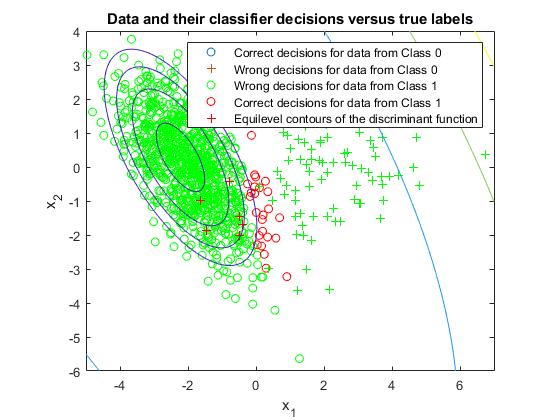 Data and their classifier decisions versus true labels
4
3
2
1
0
-1
-2
-3
-4
-5
-6
x2
Correct decisions for data from Class 0
Wrong decisions for data from Class 0
Wrong decisions for data from Class 1
Correct decisions for data from Class 1
Equilevel contours of the discriminant function
-4 -2 0 2 4 6
x1